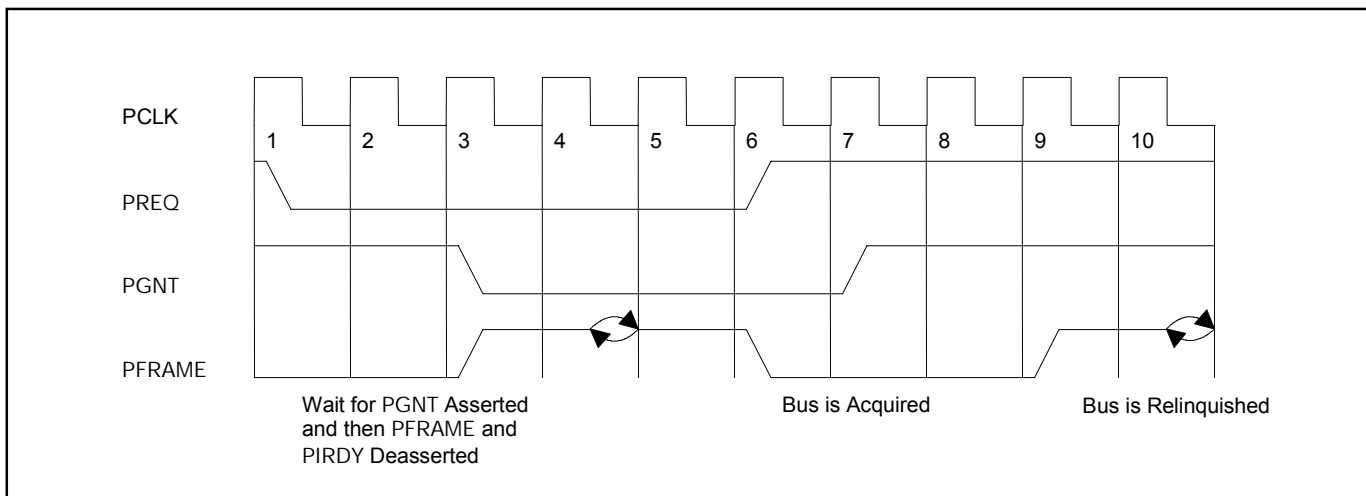 PCLK
1 2 3 4 5 6 7 8 9 10
PREQ
PGNT
PFRAME
Wait for PGNT Asserted
and then PFRAME and
PIRDY Deasserted
Bus is Acquired
Bus is Relinquished